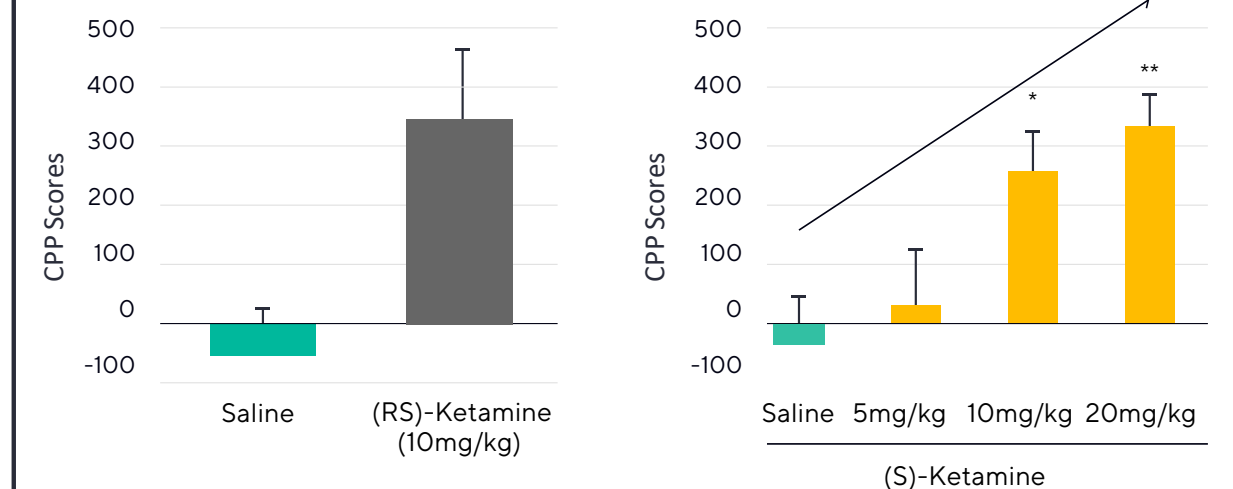 500
400
300
200
100
0
-100
CPP Scores
Saline
(RS)-Ketamine
(10mg/kg)
500
400
300
200
100
0
-100
CPP Scores
*
**
Saline 5mg/kg 10mg/kg 20mg/kg
(S)-Ketamine